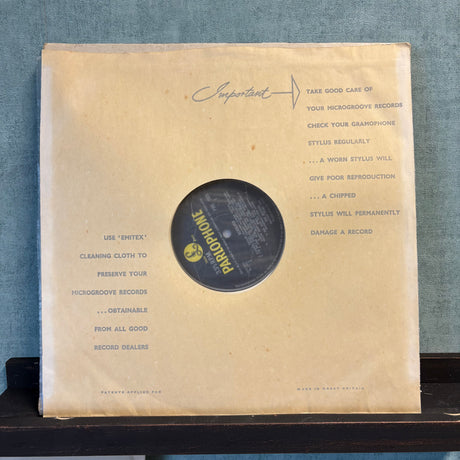 Important
TAKE GOOD CARE OF
YOUR MICROGROOVE RECORDS
CHECK YOUR GRAMOPHONE
STYLUS REGULARLY
...A WORN STYLUS WILL
GIVE POOR REPRODUCTION
...A CHIPPED
STYLUS WILL PERMANENTLY
DAMAGE A RECORD
USE 'EMITEX'
CLEANING CLOTH TO
PRESERVE YOUR
MICROGROOVE RECORDS
...OBTAINABLE
FROM ALL GOOD
RECORD DEALERS
PARLOPHONE
PATENTS APPLIED FOR
MADE IN GREAT BRITAIN